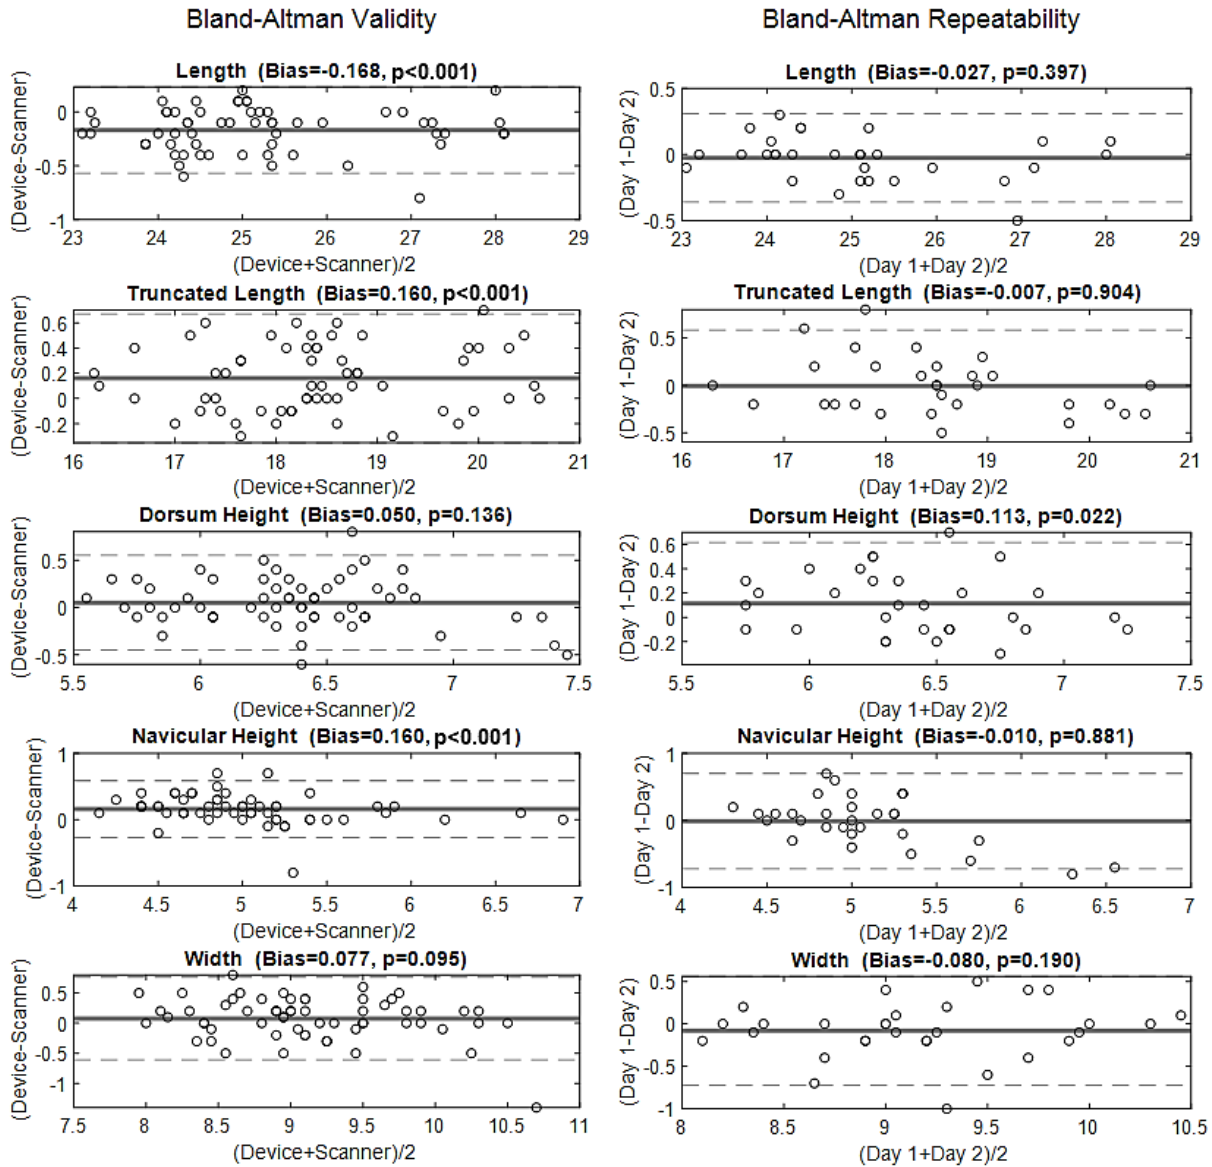 Bland-Altman Validity
Bland-Altman Repeatability
Length (Bias=-0.168, p<0.001)
(Device-Scanner)
0
-0.5
-1
23 24 25 26 27 28 29
(Device+Scanner)/2
Length (Bias=-0.027, p=0.397)
(Day 1-Day 2)
0.5
0
-0.5
23 24 25 26 27 28 29
(Day 1+Day 2)/2
Truncated Length (Bias=0.160, p<0.001)
(Device-Scanner)
0.6
0.4
0.2
0
-0.2
16 17 18 19 20 21
(Device+Scanner)/2
Truncated Length (Bias=-0.007, p=0.904)
(Day 1-Day 2)
0.5
0
-0.5
16 17 18 19 20 21
(Day 1+Day 2)/2
Dorsum Height (Bias=0.050, p=0.136)
(Device-Scanner)
0.5
0
-0.5
5.5 6 6.5 7 7.5
(Device+Scanner)/2
Dorsum Height (Bias=0.113, p=0.022)
(Day 1-Day 2)
0.6
0.4
0.2
0
-0.2
5.5 6 6.5 7 7.5
(Day 1+Day 2)/2
Navicular Height (Bias=0.160, p<0.001)
(Device-Scanner)
1
0
-1
4 4.5 5 5.5 6 6.5 7
(Device+Scanner)/2
Navicular Height (Bias=-0.010, p=0.881)
(Day 1-Day 2)
1
0
-1
4 4.5 5 5.5 6 6.5 7
(Day 1+Day 2)/2
Width (Bias=0.077, p=0.095)
(Device-Scanner)
0.5
0
-0.5
-1
7.5 8 8.5 9 9.5 10 10.5 11
(Device+Scanner)/2
Width (Bias=-0.080, p=0.190)
(Day 1-Day 2)
0.5
0
-0.5
-1
8 8.5 9 9.5 10 10.5
(Day 1+Day 2)/2